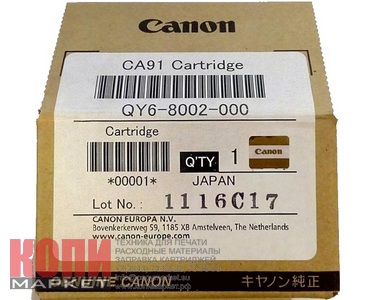 Canon
CA91 Cartridge
QY6-8002-000
Cartridge
Q'TY 1
Canon
*00001* JAPAN
Lot No.: 1116C17
CANON EUROPA N.V.
Bovenkerkerweg 59, 1185 XB Amstelveen, The Netherlands
www.canon-europe.com
КОПИ
МАРКЕТ
ТЕХНИКА ДЛЯ ПЕЧАТИ
РАСХОДНЫЕ МАТЕРИАЛЫ
ЗАПРАВКА КАРТРИДЖЕЙ
CANON キヤノン純正